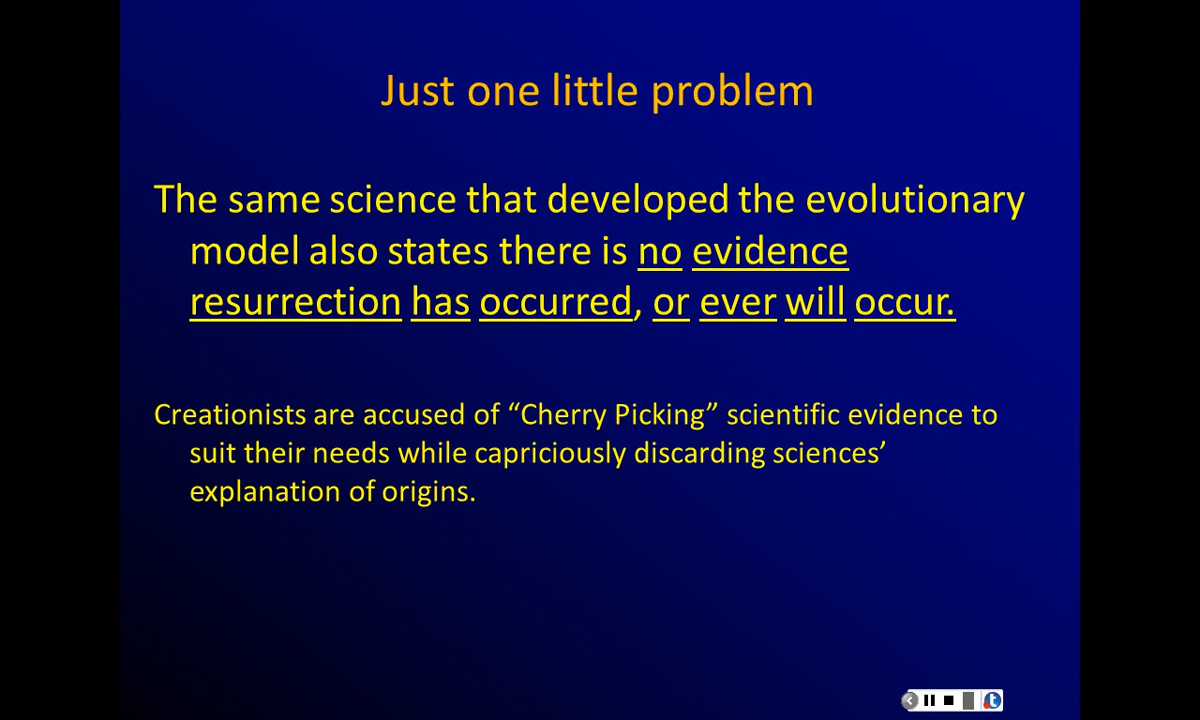 Just one little problem
The same science that developed the evolutionary
model also states there is no evidence
resurrection has occurred, or ever will occur.
Creationists are accused of “Cherry Picking” scientific evidence to
suit their needs while capriciously discarding sciences’
explanation of origins.